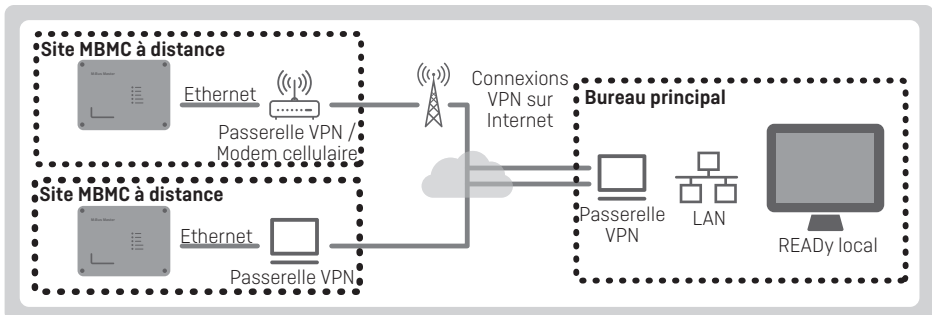 Site MBMC à distance
Ethernet
Passerelle VPN /
Modem cellulaire
Site MBMC à distance
Ethernet
Passerelle VPN
Connexions
VPN sur
Internet
Bureau principal
Passerelle
VPN
LAN
READy local